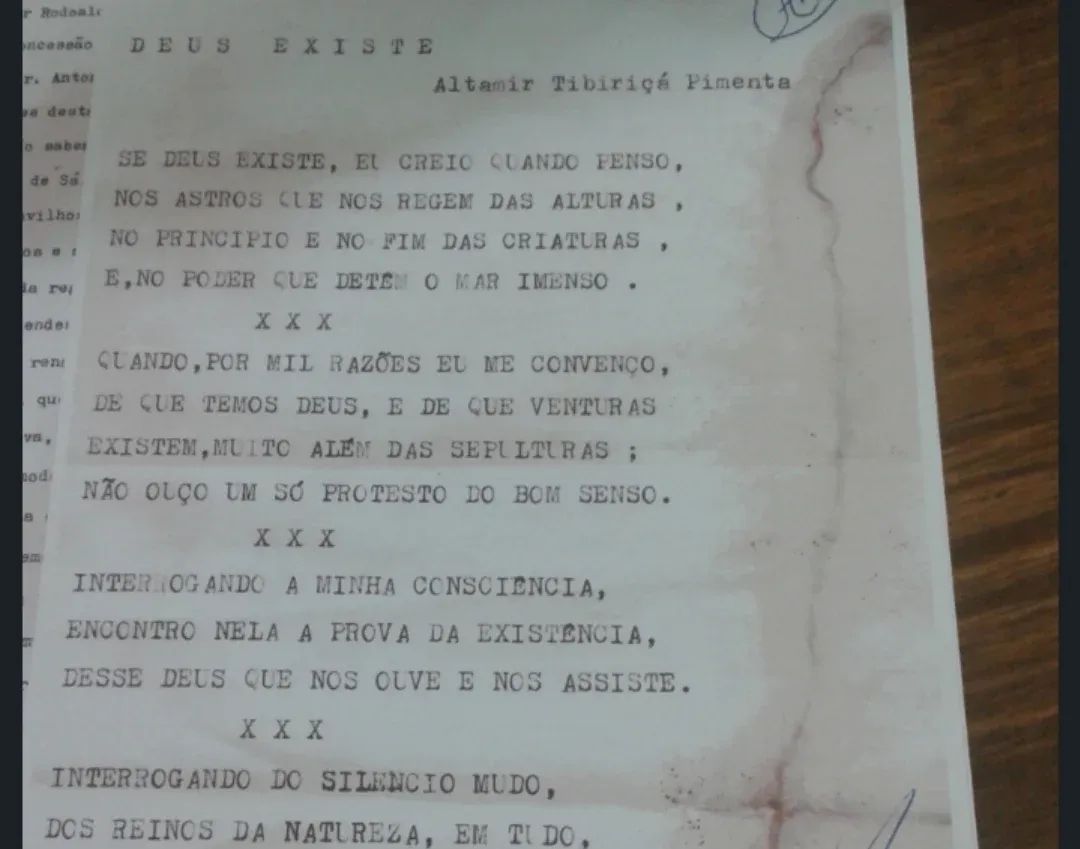 DEUS EXISTE
Altamir Tibiriçá Pimenta
SE DEUS EXISTE, EU CREIO QUANDO PENSO,
NOS ASTROS QUE NOS REGEM DAS ALTURAS ,
NO PRINCIPIO E NO FIM DAS CRIATURAS ,
E,NO PODER QUE DETÊM O MAR IMENSO .
X X X
QUANDO,POR MIL RAZÕES EU ME CONVENÇO,
DE QUE TEMOS DEUS, E DE QUE VENTURAS
EXISTEM,MUITO ALÉM DAS SEPULTURAS ;
NÃO OUÇO UM SÓ PROTESTO DO BOM SENSO.
X X X
INTERROGANDO A MINHA CONSCIÊNCIA,
ENCONTRO NELA A PROVA DA EXISTÊNCIA,
DESSE DEUS QUE NOS OUVE E NOS ASSISTE.
X X X
INTERROGANDO DO SILENCIO MUDO,
DOS REINOS DA NATUREZA, EM TUDO,